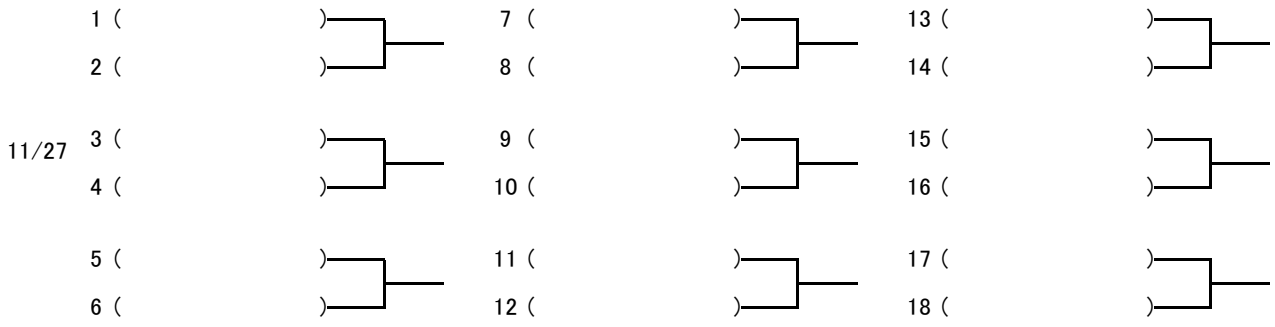 1 ( ) 7 ( ) 13 ( )
2 ( ) 8 ( ) 14 ( )
11/27 3 ( ) 9 ( ) 15 ( )
4 ( ) 10 ( ) 16 ( )
5 ( ) 11 ( ) 17 ( )
6 ( ) 12 ( ) 18 ( )